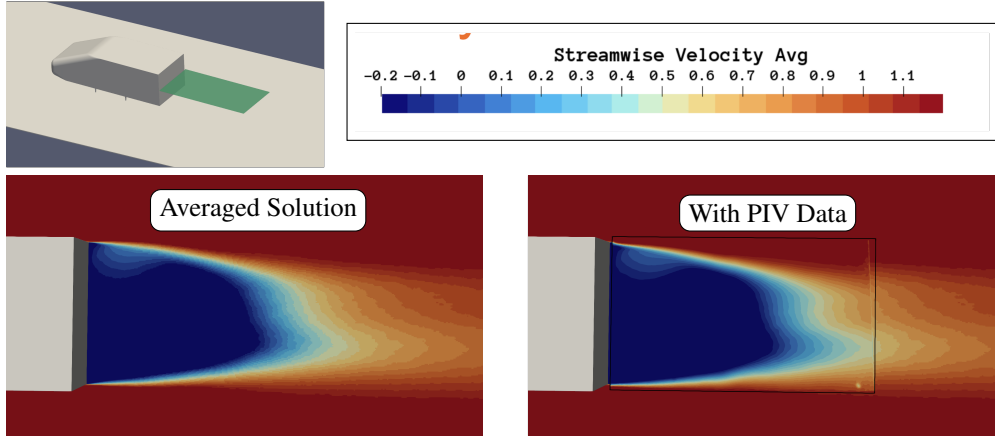 Streamwise Velocity Avg
-0.2 -0.1 0 0.1 0.2 0.3 0.4 0.5 0.6 0.7 0.8 0.9 1 1.1
Averaged Solution
With PIV Data